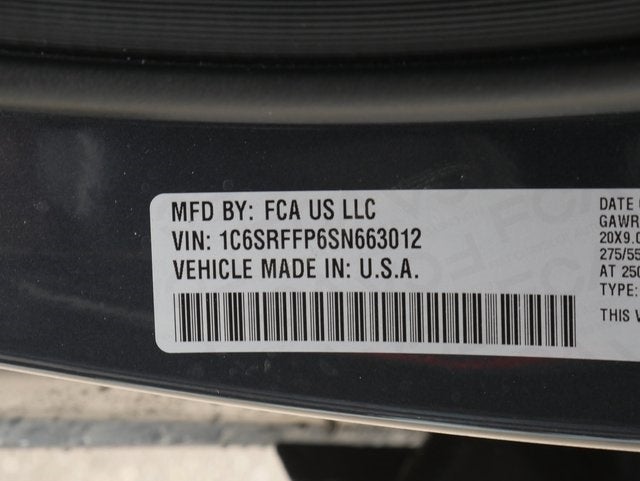 MFD BY: FCA US LLC
VIN: 1C6SRFFP6SN663012
VEHICLE MADE IN: U.S.A.
DATE
GAWR
20X9.0
275/55
AT 250
TYPE:
THIS V